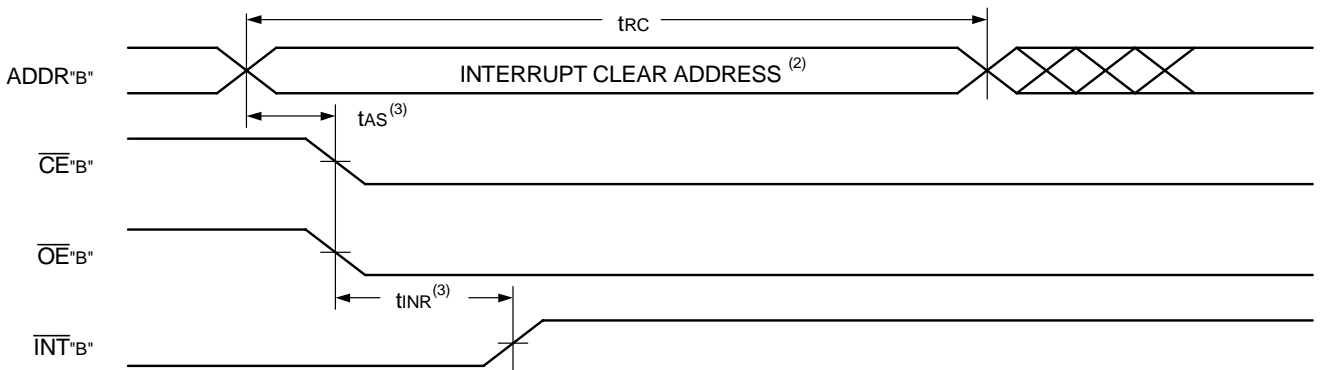 tRC
ADDR"B"
INTERRUPT CLEAR ADDRESS (2)
tAS(3)
CE"B"
OE"B"
tINR(3)
INT"B"